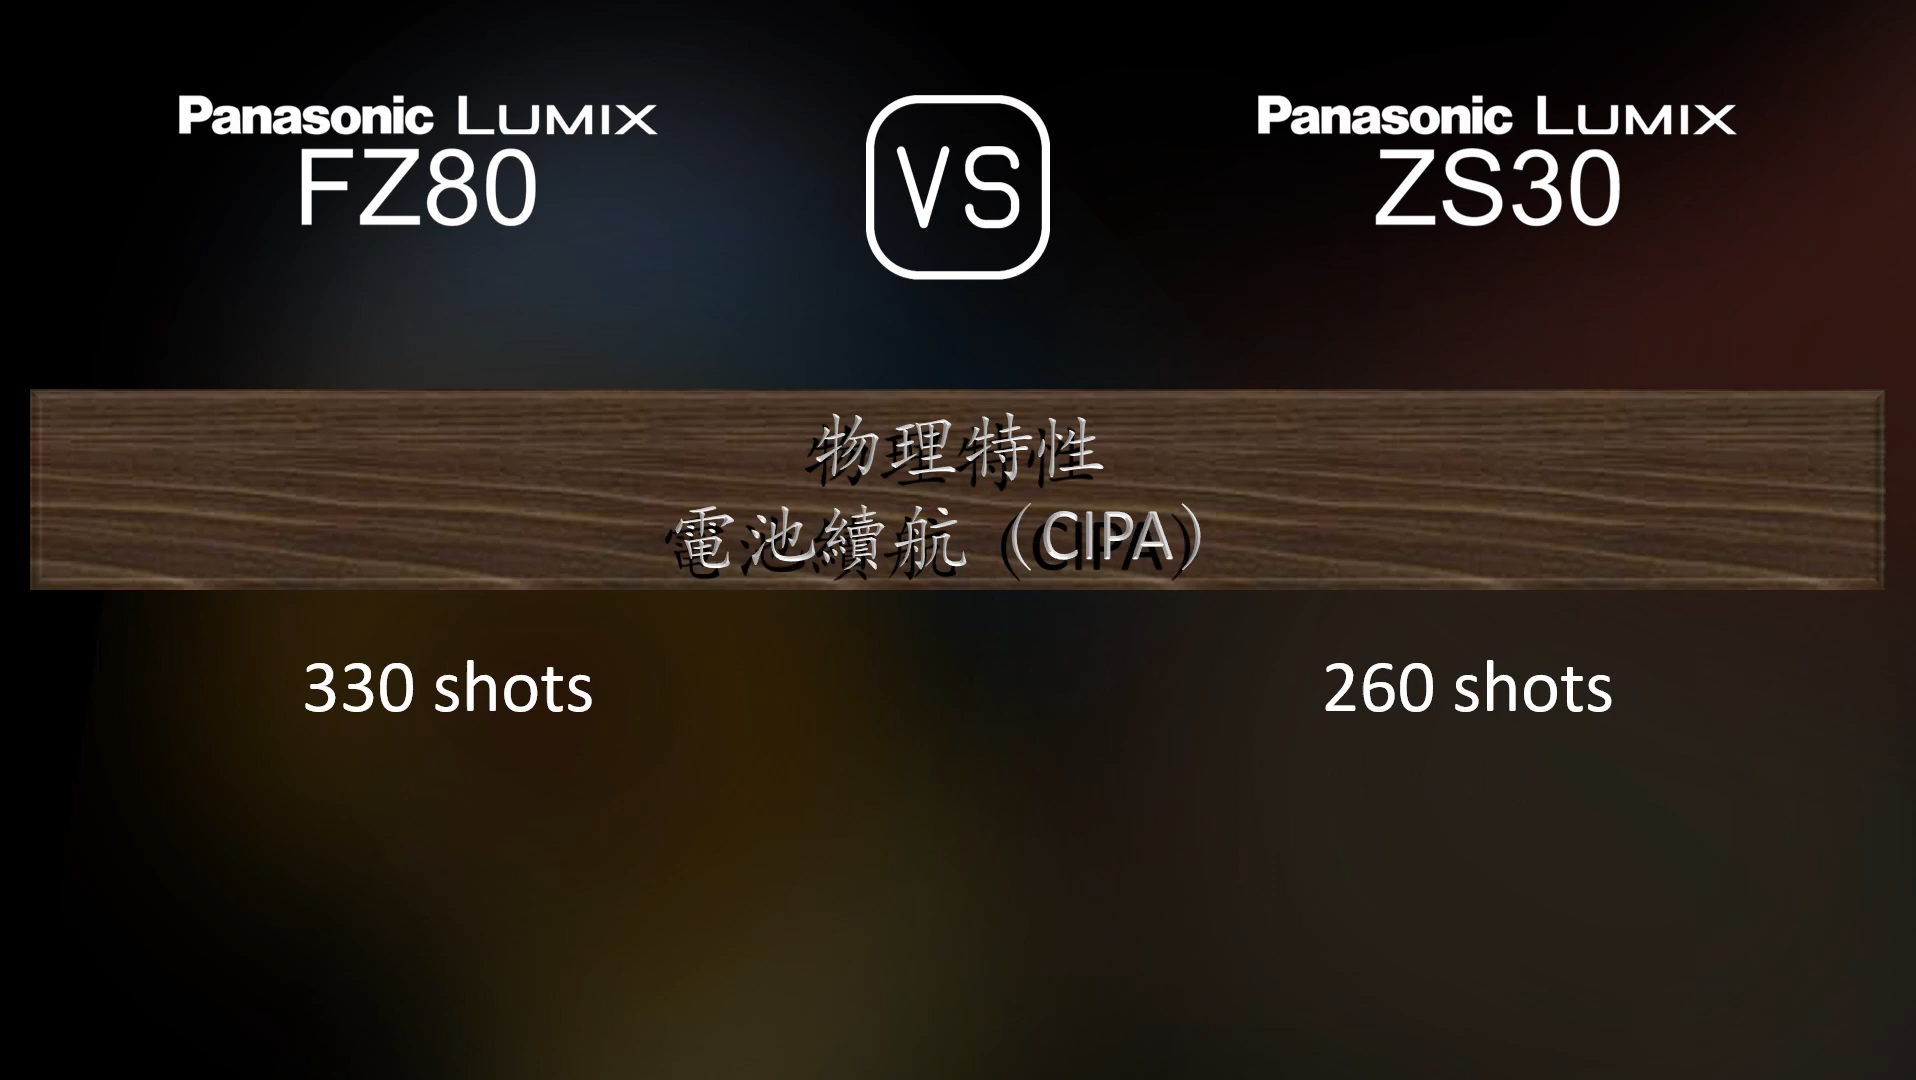 Panasonic LUMIX
FZ80
VS
Panasonic LUMIX
ZS30
物理特性
電池續航（CIPA）
330 shots
260 shots